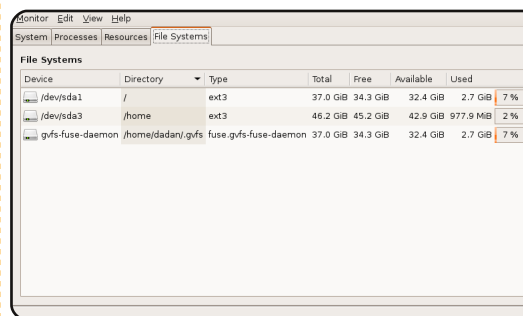 Monitor Edit View Help
System Processes Resources File Systems
File Systems
Device Directory Type Total Free Available Used
/dev/sda1 / ext3 37.0 GiB 34.3 GiB 32.4 GiB 2.7 GiB 7 %
/dev/sda3 /home ext3 46.2 GiB 45.2 GiB 42.9 GiB 977.9 MiB 2 %
gvfs-fuse-daemon /home/dadan/.gvfs fuse.gvfs-fuse-daemon 37.0 GiB 34.3 GiB 32.4 GiB 2.7 GiB 7 %